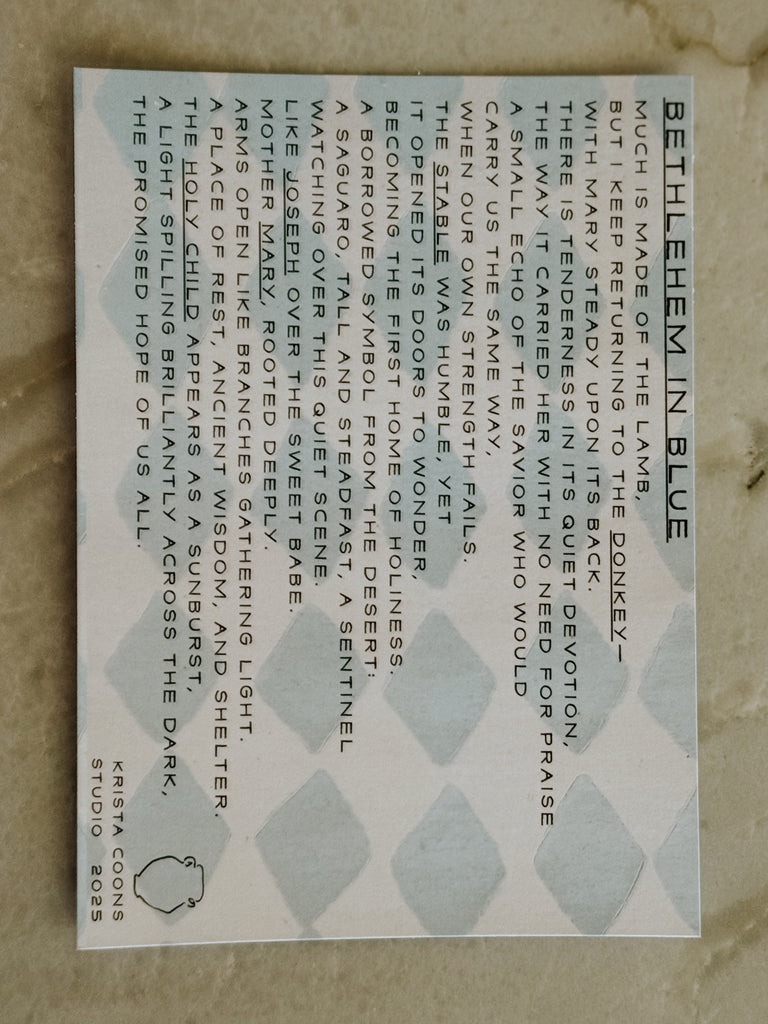 BETHLEHEM IN BLUE
MUCH IS MADE OF THE LAMB,
BUT I KEEP RETURNING TO THE DONKEY—
WITH MARY STEADY UPON ITS BACK.
THERE IS TENDERNESS IN ITS QUIET DEVOTION,
THE WAY IT CARRIED HER WITH NO NEED FOR PRAISE
A SMALL ECHO OF THE SAVIOR WHO WOULD
CARRY US THE SAME WAY,
WHEN OUR OWN STRENGTH FAILS.
THE STABLE WAS HUMBLE, YET
IT OPENED ITS DOORS TO WONDER,
BECOMING THE FIRST HOME OF HOLINESS.
A BORROWED SYMBOL FROM THE DESERT:
A SAGUARO, TALL AND STEADFAST, A SENTINEL
WATCHING OVER THIS QUIET SCENE.
LIKE JOSEPH OVER THE SWEET BABE.
MOTHER MARY, ROOTED DEEPLY.
ARMS OPEN LIKE BRANCHES GATHERING LIGHT.
A PLACE OF REST, ANCIENT WISDOM, AND SHELTER.
THE HOLY CHILD APPEARS AS A SUNBURST,
A LIGHT SPILLING BRILLIANTLY ACROSS THE DARK,
THE PROMISED HOPE OF US ALL.
KRISTA COONS
STUDIO 2025